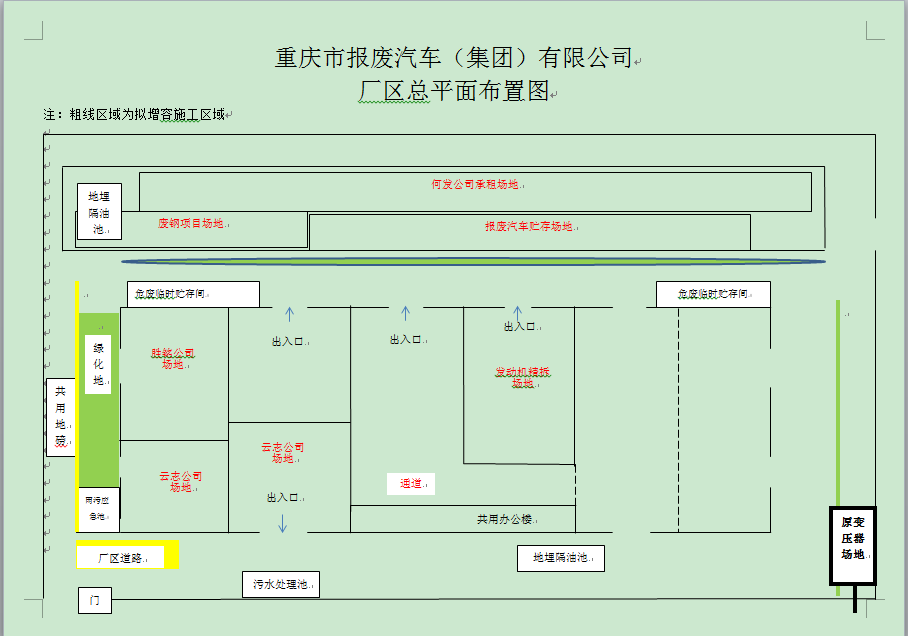 重庆市报废汽车（集团）有限公司
厂区总平面布置图
注：粗线区域为拟增容施工区域
何发公司承租场地
地埋
隔油
池
废钢项目场地
报废汽车贮存场地
危废临时贮存间
危废临时贮存间
出入口
出入口
出入口
绿
化
地
胜铭公司
场地
发动机精拆
场地
共
用
地
磅
云志公司
场地
云志公司
场地
通道
雨污应
急池
出入口
共用办公楼
原变
压器
场地
厂区道路
地埋隔油池
污水处理池
门